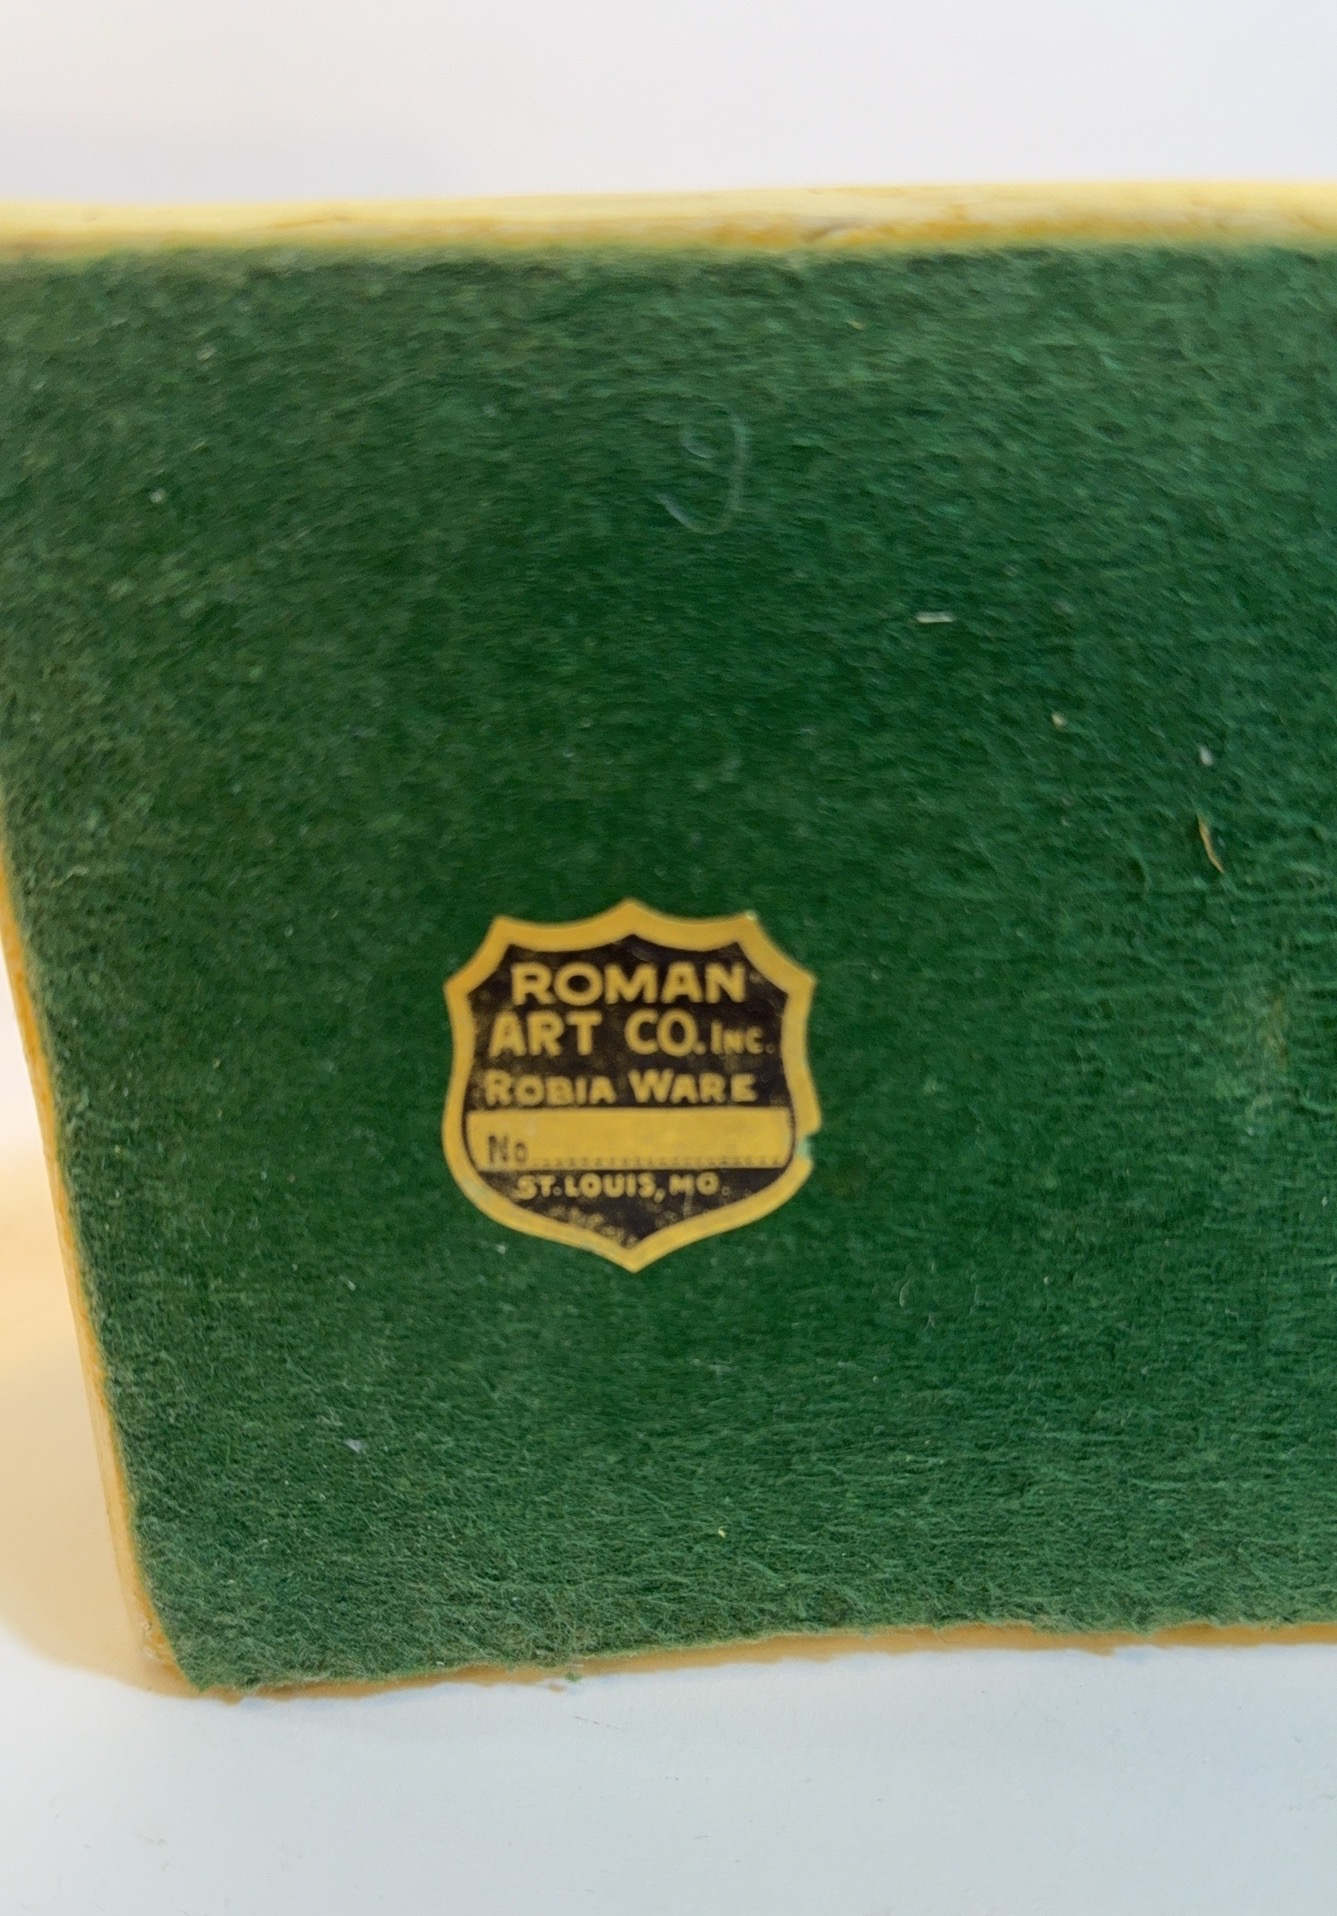 ROMAN
ART CO. INC.
ROBIA WARE
No
ST. LOUIS, MO.